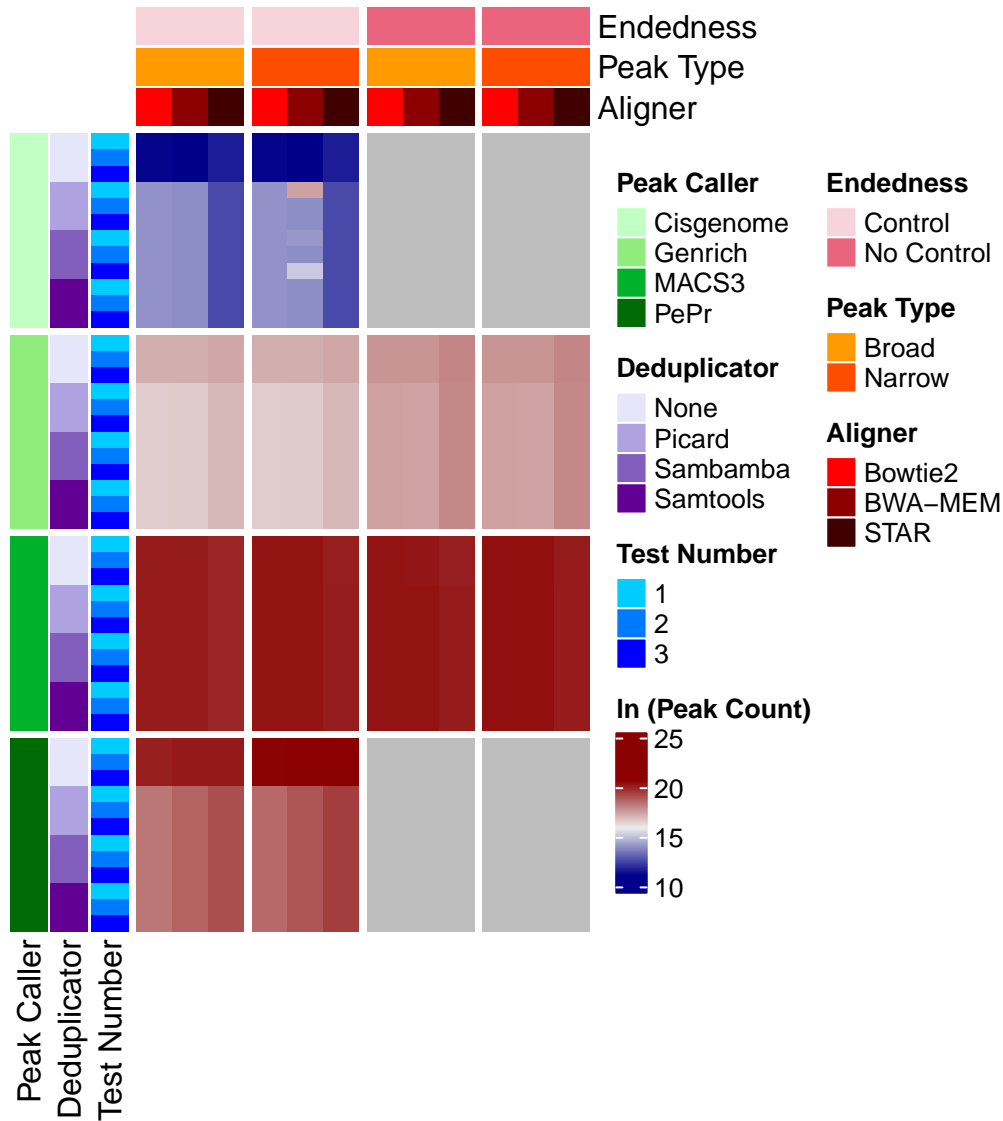 Endedness
Peak Type
Aligner
Peak Caller
Cisgenome
Genrich
MACS3
PePr
Deduplicator
None
Picard
Sambamba
Samtools
Test Number
1
2
3
ln (Peak Count)
25
20
15
10
Endedness
Control
No Control
Peak Type
Broad
Narrow
Aligner
Bowtie2
BWA−MEM
STAR
Peak Caller
Deduplicator
Test Number